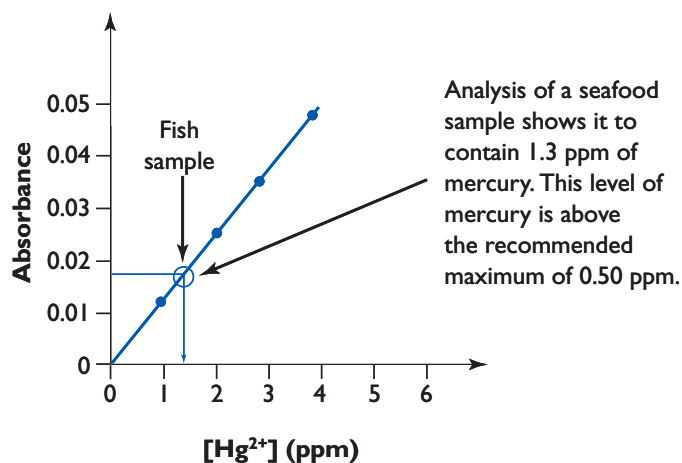 Absorbance
0.05
0.04
0.03
0.02
0.01
0
Fish
sample
Analysis of a seafood
sample shows it to
contain 1.3 ppm of
mercury. This level of
mercury is above
the recommended
maximum of 0.50 ppm.
0 1 2 3 4 5 6
[Hg²⁺] (ppm)